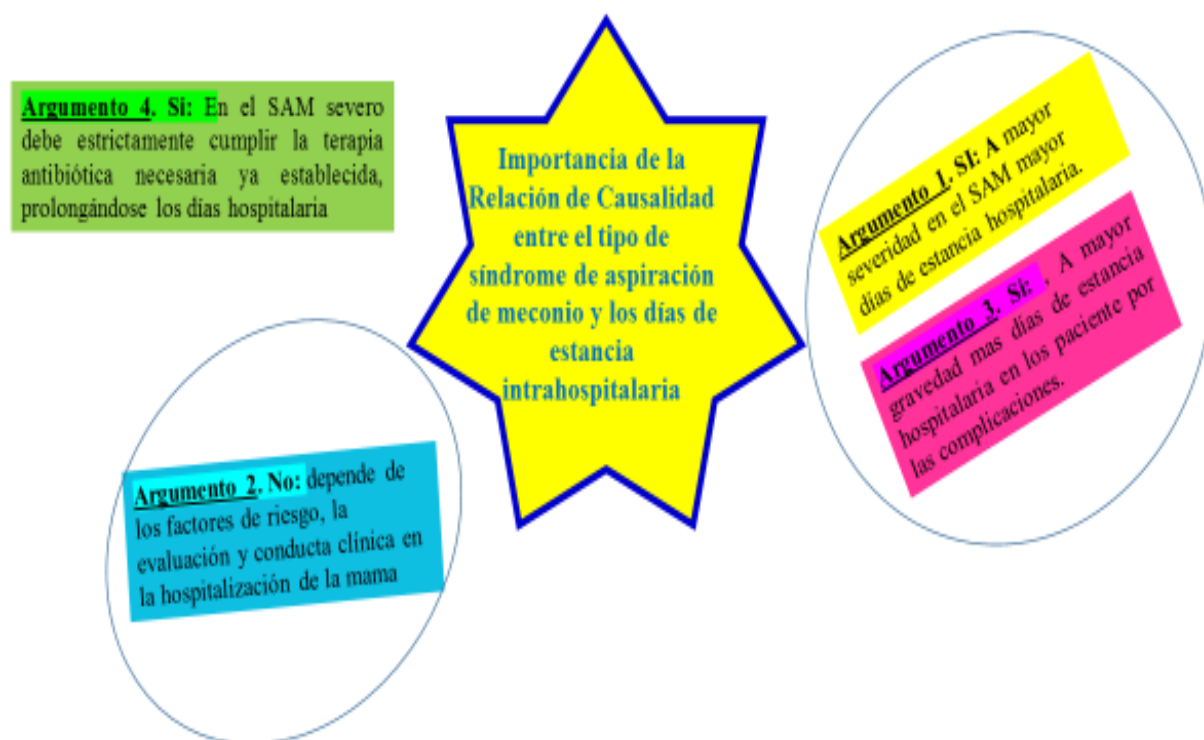 Argumento 4. Si: En el SAM severo
debe estrictamente cumplir la terapia
antibiótica necesaria ya establecida,
prolongándose los días hospitalaria
Importancia de la
Relación de Causalidad
entre el tipo de
síndrome de aspiración
de meconio y los días de
estancia
intrahospitalaria
Argumento 1. SI: A mayor
severidad en el SAM mayor
días de estancia hospitalaria.
Argumento 3. Si: , A mayor
gravedad mas dias de estancia
hospitalaria en los paciente por
las complicaciones.
Argumento 2. No: depende de
los factores de riesgo, la
evaluación y conducta clínica en
la hospitalización de la mama